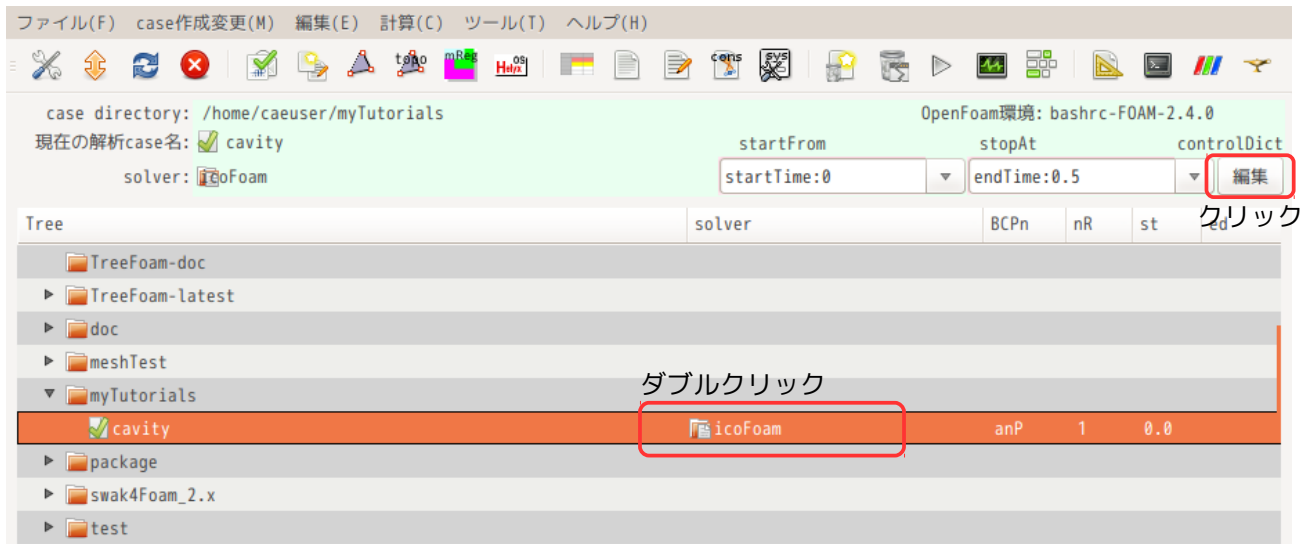 ファイル(F) case作成変更(M) 編集(E) 計算(C) ツール(T) ヘルプ(H)
topo mReg Helyx OS cons sys
case directory: /home/caeuser/myTutorials OpenFoam環境: bashrc-FOAM-2.4.0
現在の解析case名: cavity startFrom stopAt controlDict
solver: icoFoam startTime:0 endTime:0.5 編集
クリック
Tree solver BCPn nR st ed
TreeFoam-doc
TreeFoam-latest
doc
meshTest
ダブルクリック
myTutorials
cavity icoFoam anP 1 0.0
package
swak4Foam_2.x
test